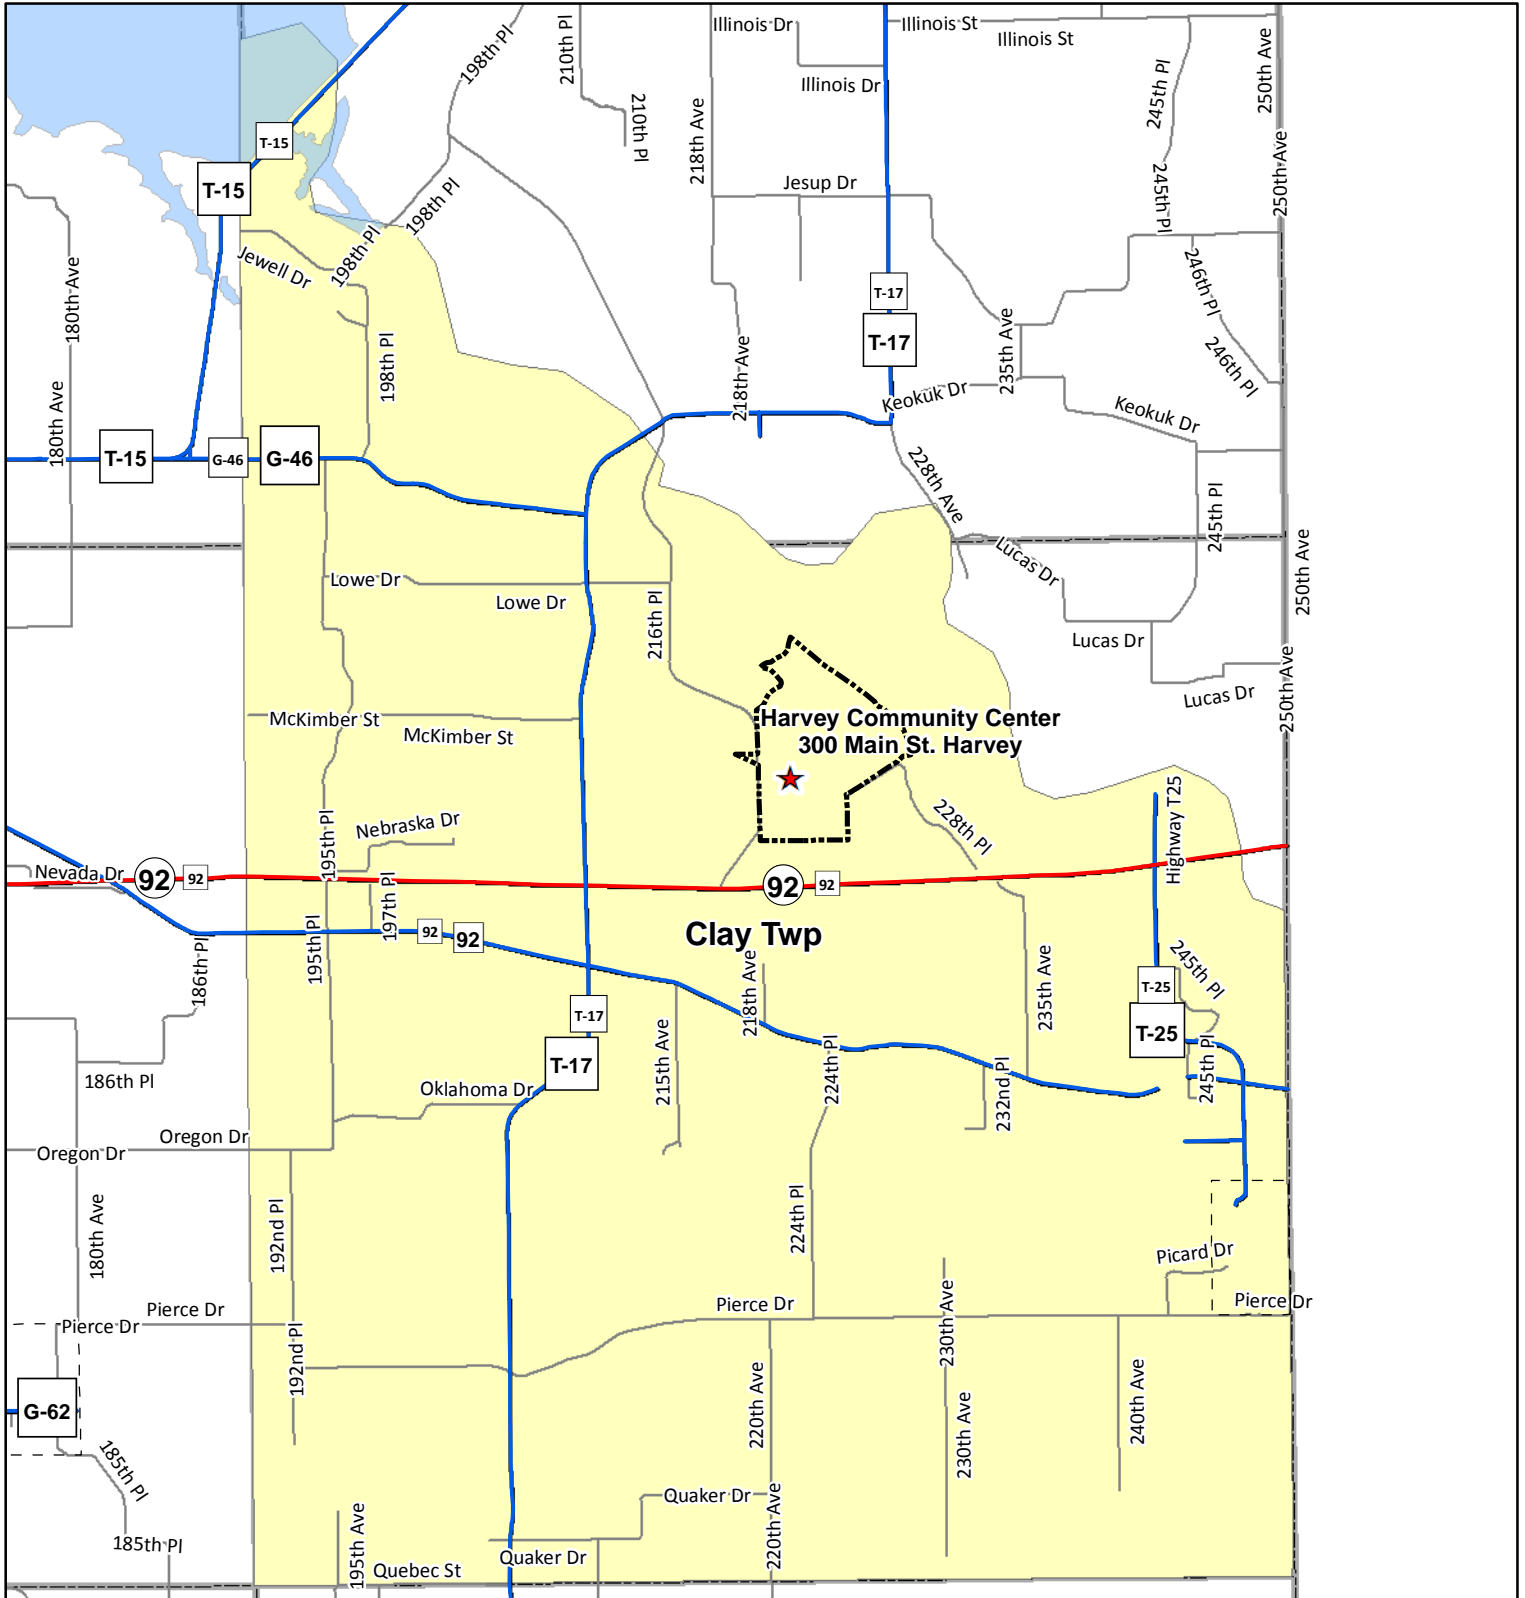 198th Pl
210th Pl
Illinois Dr
Illinois St
Illinois St
250th Ave
Illinois Dr
245th Pl
218th Ave
210th Pl
T-15
T-15
250th Ave
Jesup Dr
245th Pl
198th Pl
198th Pl
Jewell Dr
180th Ave
246th Pl
T-17
T-17
235th Ave
246th Pl
198th Pl
218th Ave
Keokuk Dr
Keokuk Dr
180th Ave
T-15
G-46
G-46
228th Ave
245th Pl
250th Ave
Lucas Dr
Lowe Dr
Lowe Dr
216th Pl
Lucas Dr
250th Ave
Lucas Dr
McKimber St
McKimber St
Harvey Community Center
300 Main St. Harvey
Highway T25
228th Pl
Nebraska Dr
195th Pl
Nevada Dr
92
92
92
92
197th Pl
195th Pl
92
92
Clay Twp
186th Pl
218th Ave
235th Ave
245th Pl
T-25
T-25
T-17
T-17
215th Ave
224th Pl
232nd Pl
245th Pl
186th Pl
Oklahoma Dr
Oregon Dr
Oregon Dr
180th Ave
192nd Pl
224th Pl
Picard Dr
Pierce Dr
Pierce Dr
Pierce Dr
Pierce Dr
230th Ave
192nd Pl
G-62
220th Ave
230th Ave
240th Ave
185th Pl
Quaker Dr
220th Ave
185th Pl
195th Ave
Quebec St
Quaker Dr